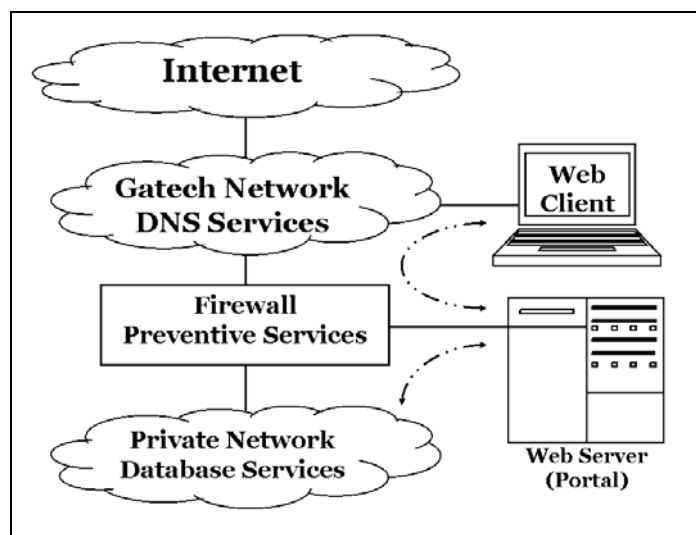 Internet
Gatech Network
DNS Services
Web
Client
Firewall
Preventive Services
Private Network
Database Services
Web Server
(Portal)